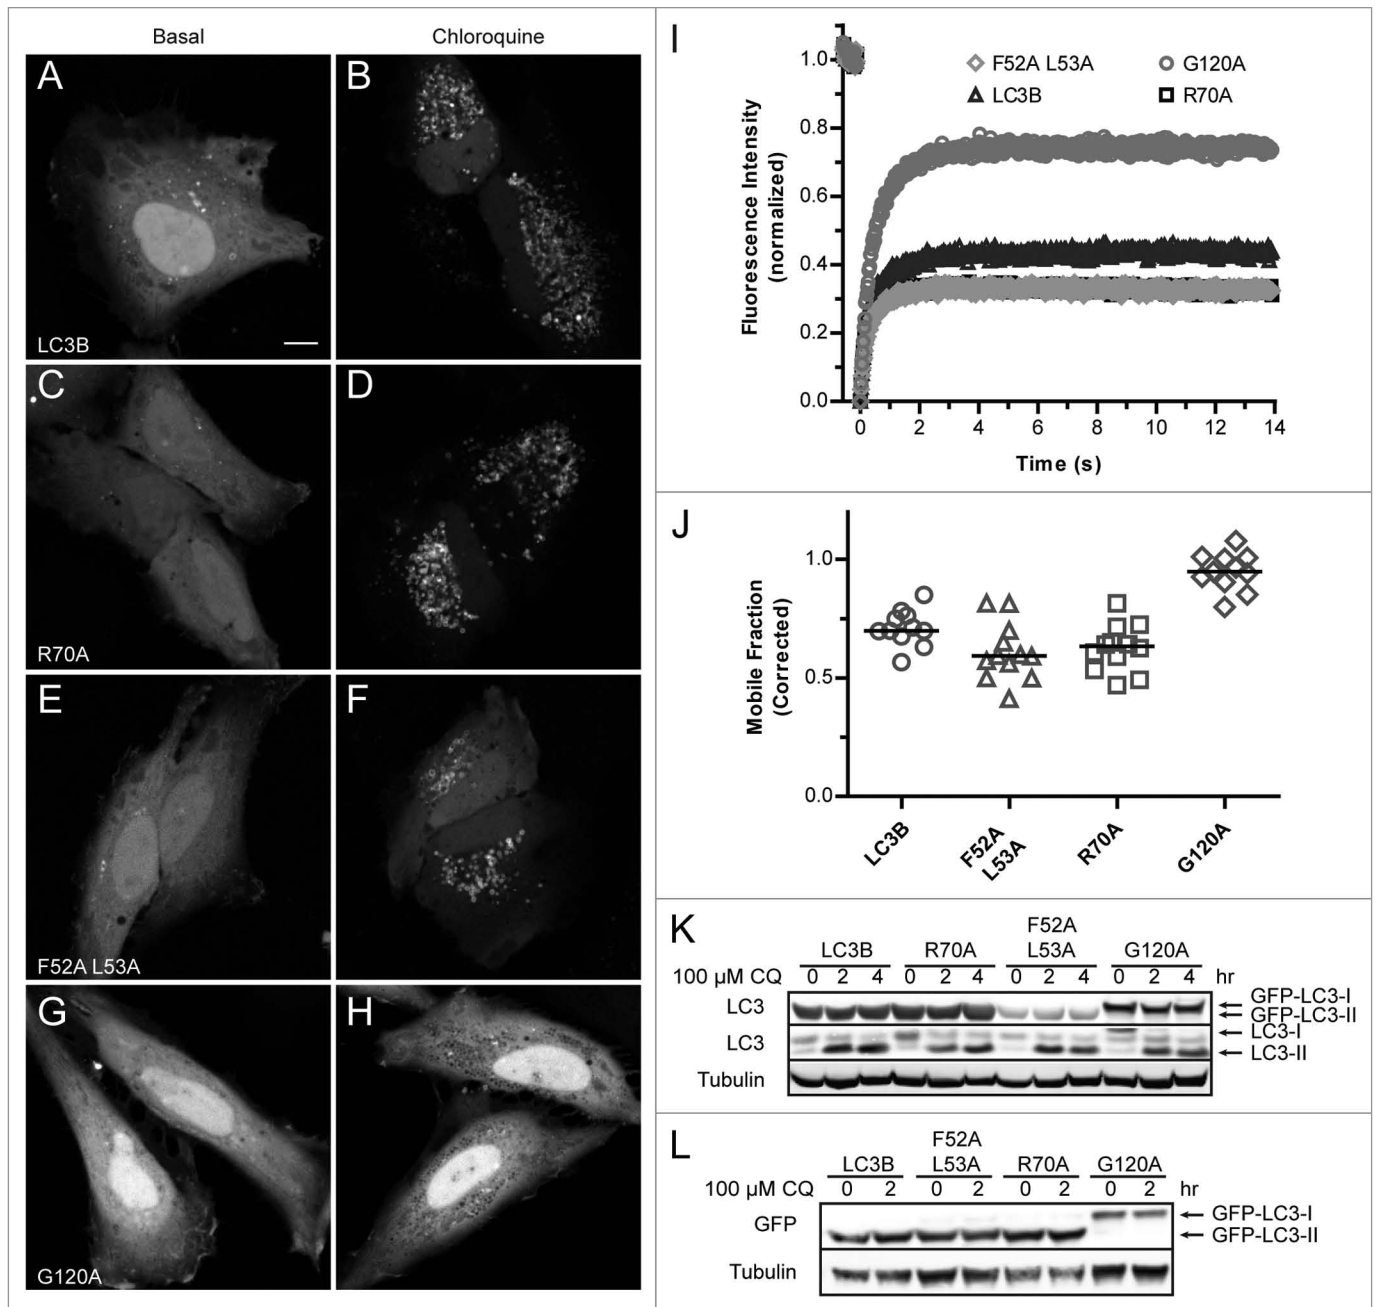 Basal Chloroquine
A B
LC3B
C D
R70A
E F
F52A L53A
G H
G120A
I
F52A L53A G120A
LC3B R70A
Fluorescence Intensity
(normalized)
1.0
0.8
0.6
0.4
0.2
0.0
0 2 4 6 8 10 12 14
Time (s)
J
Mobile Fraction
(Corrected)
1.0
0.5
0.0
LC3B
F52A
L53A
R70A
G120A
K
F52A
LC3B R70A L53A G120A
100 µM CQ 0 2 4 0 2 4 0 2 4 0 2 4 hr
LC3 GFP-LC3-I
GFP-LC3-II
LC3 LC3-I
LC3-II
Tubulin
L
F52A
LC3B L53A R70A G120A
100 µM CQ 0 2 0 2 0 2 0 2 hr
GFP GFP-LC3-I
GFP-LC3-II
Tubulin